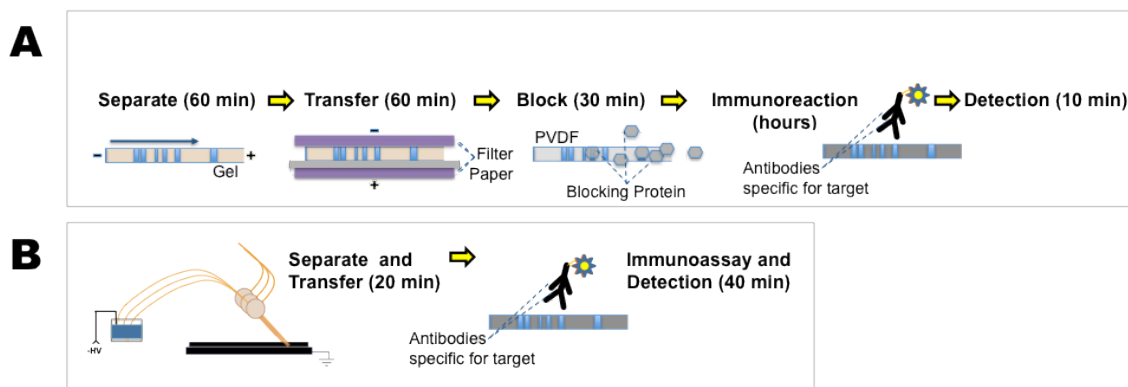 A
Separate (60 min)
Transfer (60 min)
Block (30 min)
Immunoreaction
(hours)
Detection (10 min)
-
+
Gel
-
+
Filter
Paper
PVDF
Blocking Protein
Antibodies
specific for target
B
-HV
Separate and
Transfer (20 min)
Immunoassay and
Detection (40 min)
Antibodies
specific for target